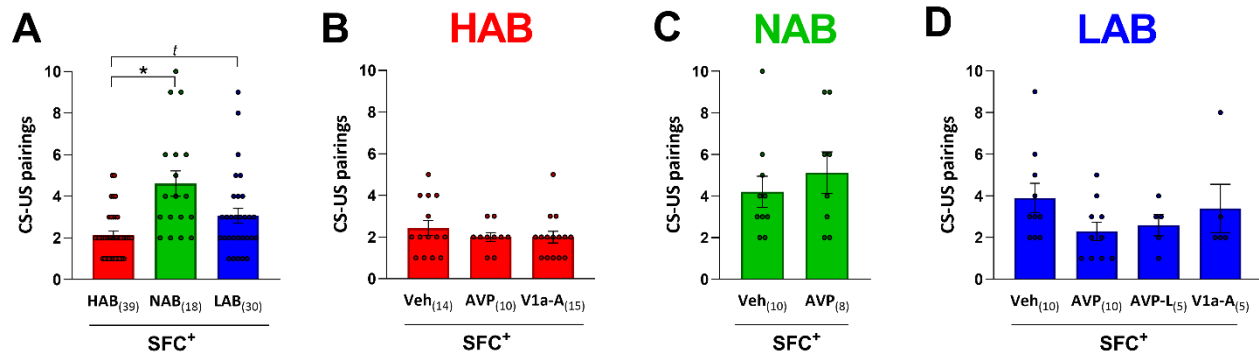 A
CS-US pairings
10
8
6
4
2
0
t
*
HAB(39) NAB(18) LAB(30)
SFC+
B
HAB
CS-US pairings
10
8
6
4
2
0
Veh(14) AVP(10) V1a-A(15)
SFC+
C
NAB
CS-US pairings
10
8
6
4
2
0
Veh(10) AVP(8)
SFC+
D
LAB
CS-US pairings
10
8
6
4
2
0
Veh(10) AVP(10) AVP-L(5) V1a-A(5)
SFC+